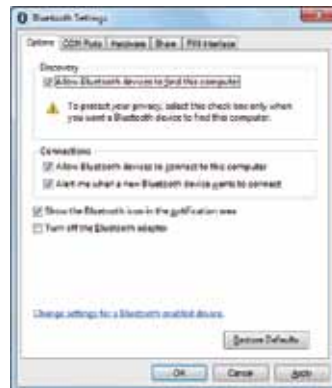 Bluetooth Settings
Options COM Ports Hardware Share PIM Interface
Discovery
Allow Bluetooth devices to find this computer
To protect your privacy, select this check box only when
you want a Bluetooth device to find this computer.
Connections
Allow Bluetooth devices to connect to this computer
Alert me when a new Bluetooth device wants to connect
Show the Bluetooth icon in the notification area
Turn off the Bluetooth adapter
Change settings for a Bluetooth enabled device.
Restore Defaults
OK Cancel Apply